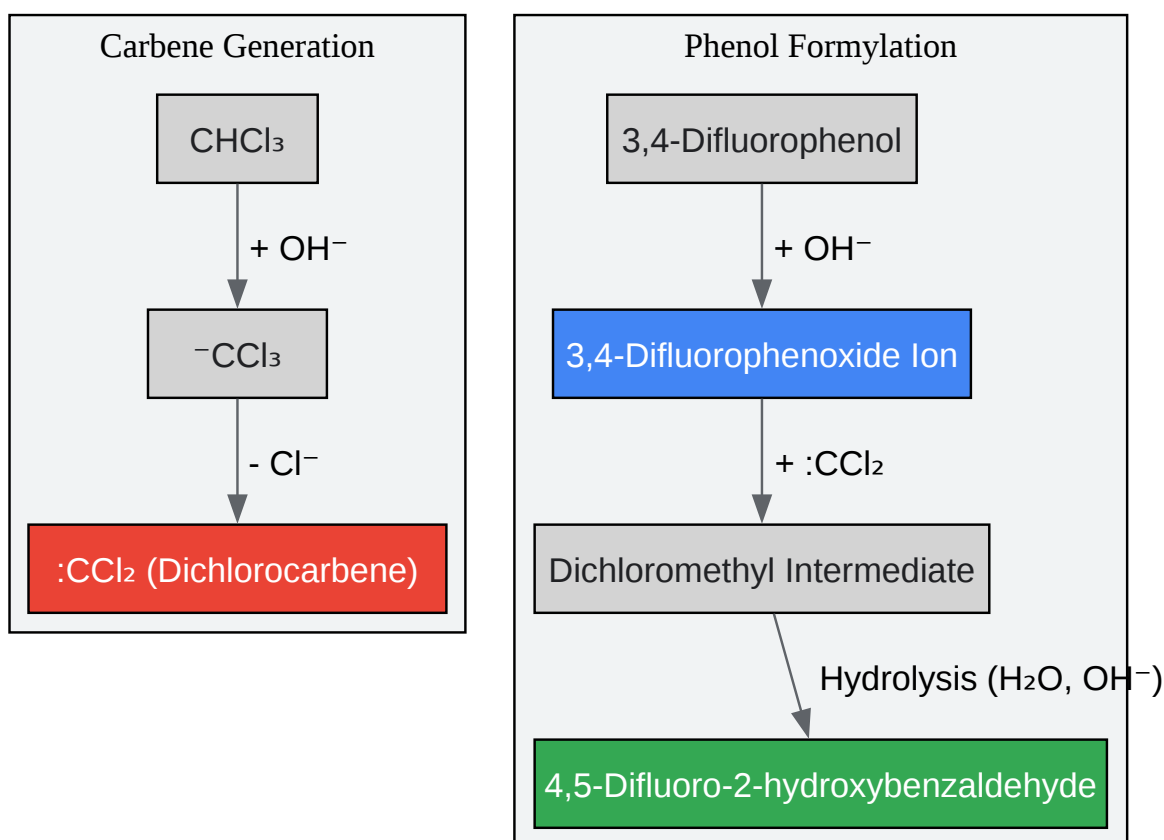 Carbene Generation
CHCl₃
+ OH⁻
⁻CCl₃
- Cl⁻
:CCl₂ (Dichlorocarbene)
Phenol Formylation
3,4-Difluorophenol
+ OH⁻
3,4-Difluorophenoxide Ion
+ :CCl₂
Dichloromethyl Intermediate
Hydrolysis (H₂O, OH⁻)
4,5-Difluoro-2-hydroxybenzaldehyde